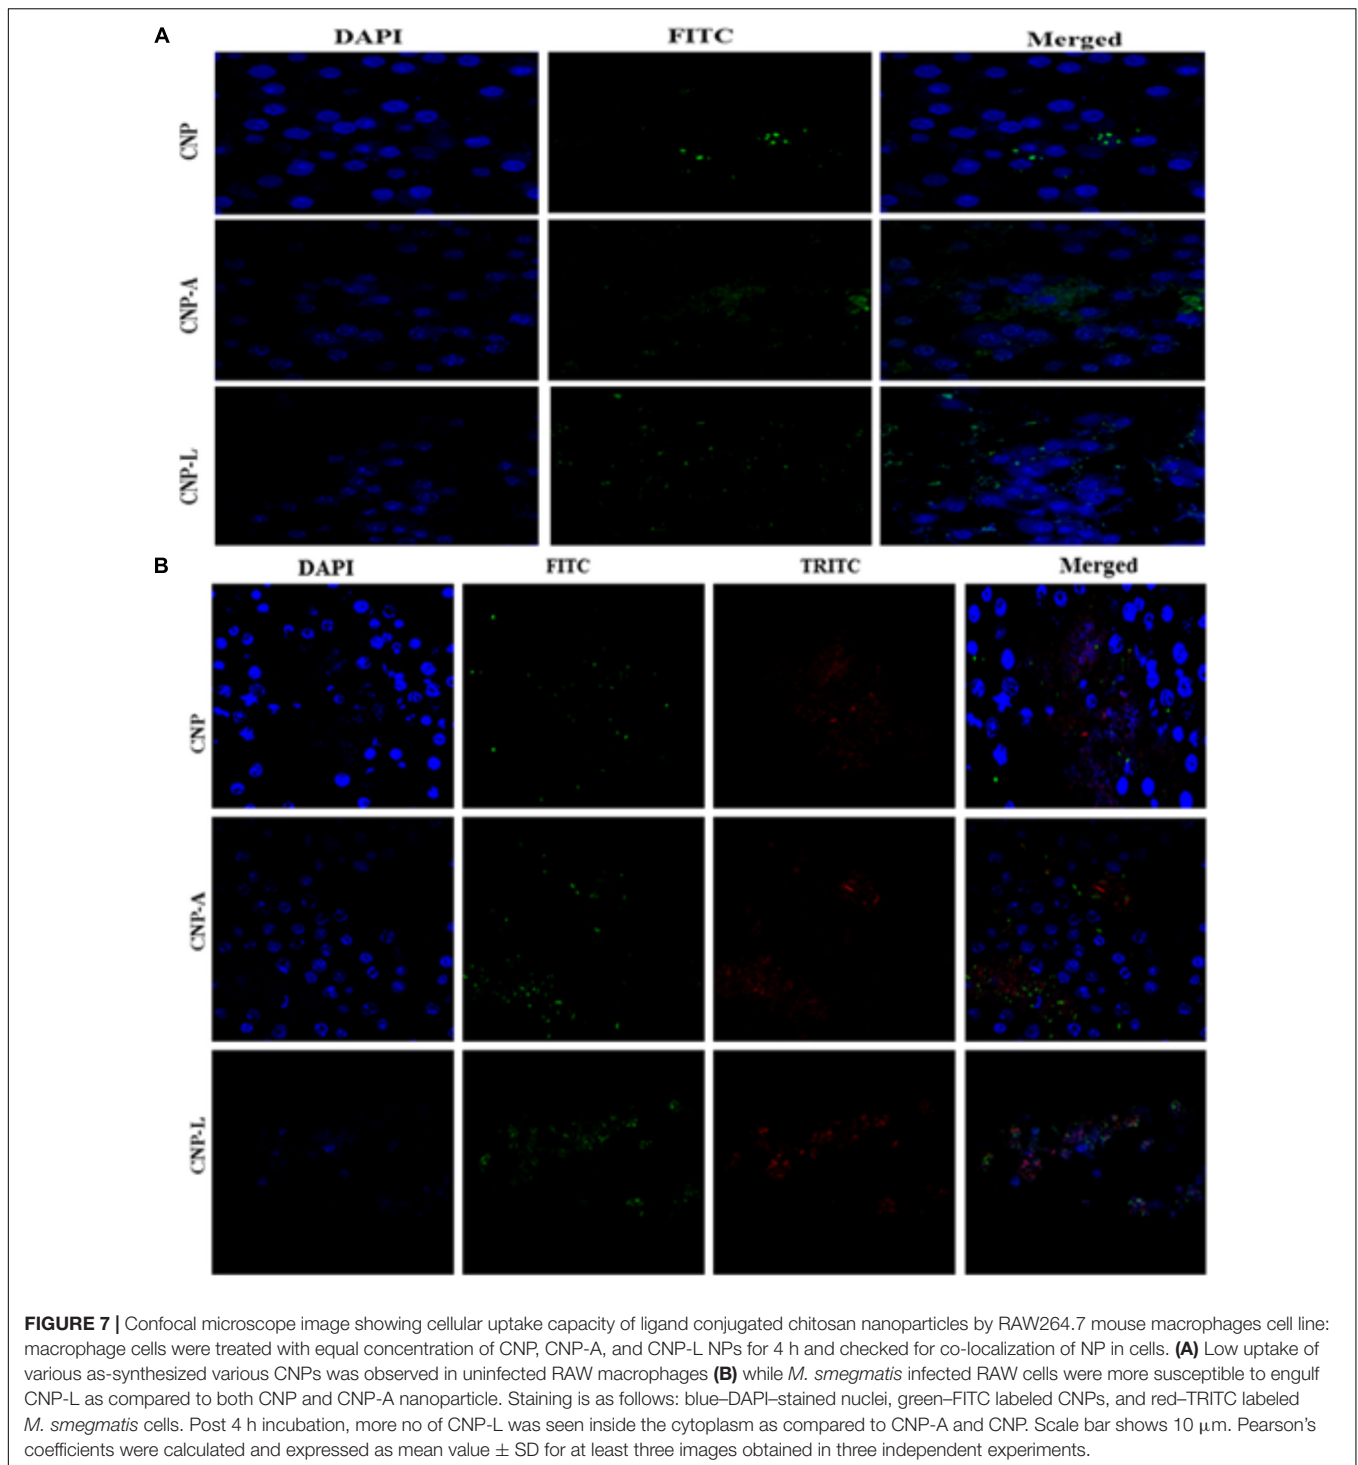 A
DAPI FITC Merged
CNP
CNP-A
CNP-L
B
DAPI FITC TRITC Merged
CNP
CNP-A
CNP-L
FIGURE 7 | Confocal microscope image showing cellular uptake capacity of ligand conjugated chitosan nanoparticles by RAW264.7 mouse macrophages cell line:
macrophage cells were treated with equal concentration of CNP, CNP-A, and CNP-L NPs for 4 h and checked for co-localization of NP in cells. (A) Low uptake of
various as-synthesized various CNPs was observed in uninfected RAW macrophages (B) while M. smegmatis infected RAW cells were more susceptible to engulf
CNP-L as compared to both CNP and CNP-A nanoparticle. Staining is as follows: blue–DAPI–stained nuclei, green–FITC labeled CNPs, and red–TRITC labeled
M. smegmatis cells. Post 4 h incubation, more no of CNP-L was seen inside the cytoplasm as compared to CNP-A and CNP. Scale bar shows 10 μm. Pearson's
coefficients were calculated and expressed as mean value ± SD for at least three images obtained in three independent experiments.